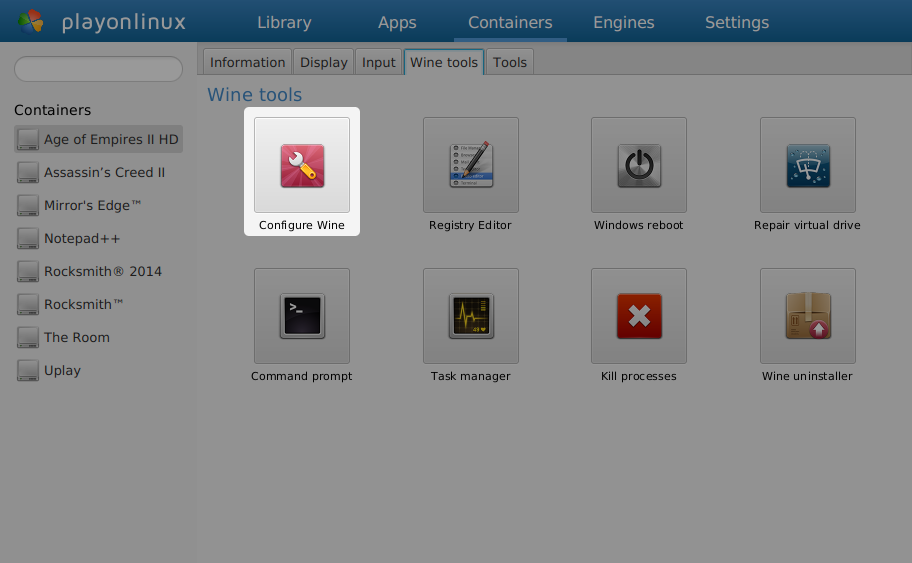 playonlinux
Library Apps Containers Engines Settings
Information Display Input Wine tools Tools
Containers
Age of Empires II HD
Assassin's Creed II
Mirror's Edge™
Notepad++
Rocksmith® 2014
Rocksmith™
The Room
Uplay
Wine tools
Configure Wine Registry Editor Windows reboot Repair virtual drive
Command prompt Task manager Kill processes Wine uninstaller